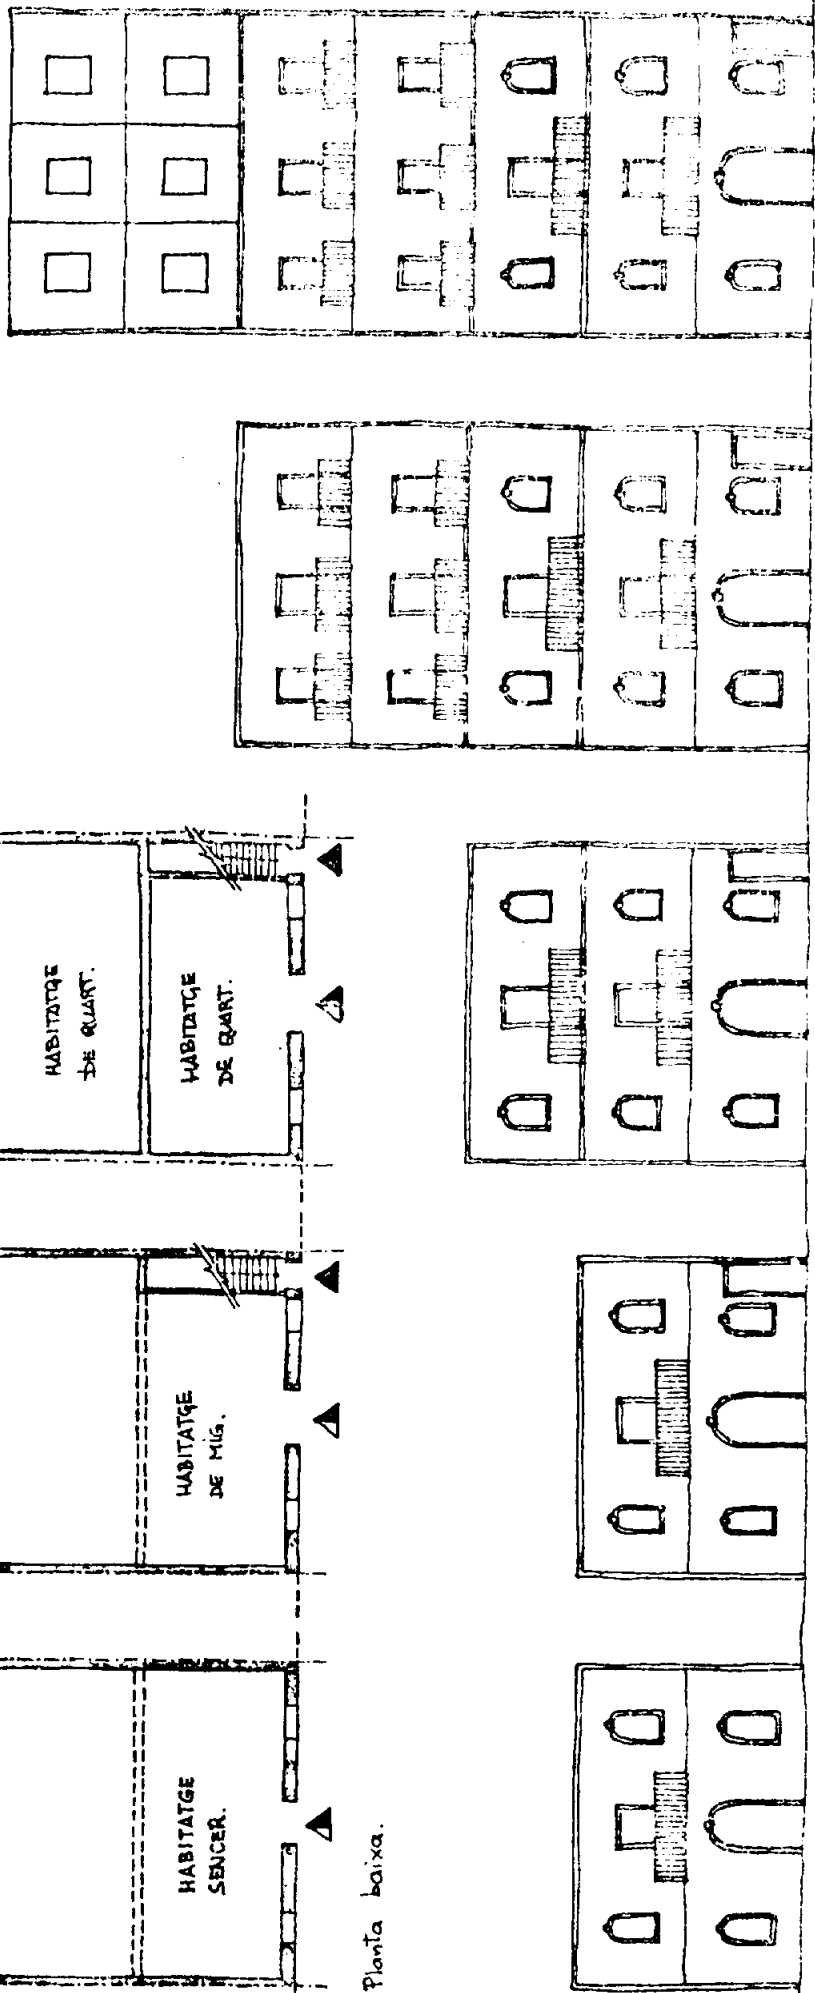 HABITATGE
SENCER.
HABITATGE
DE MIG.
HABITATGE
DE QUART.
HABITATGE
DE QUART.
Planta baixa.